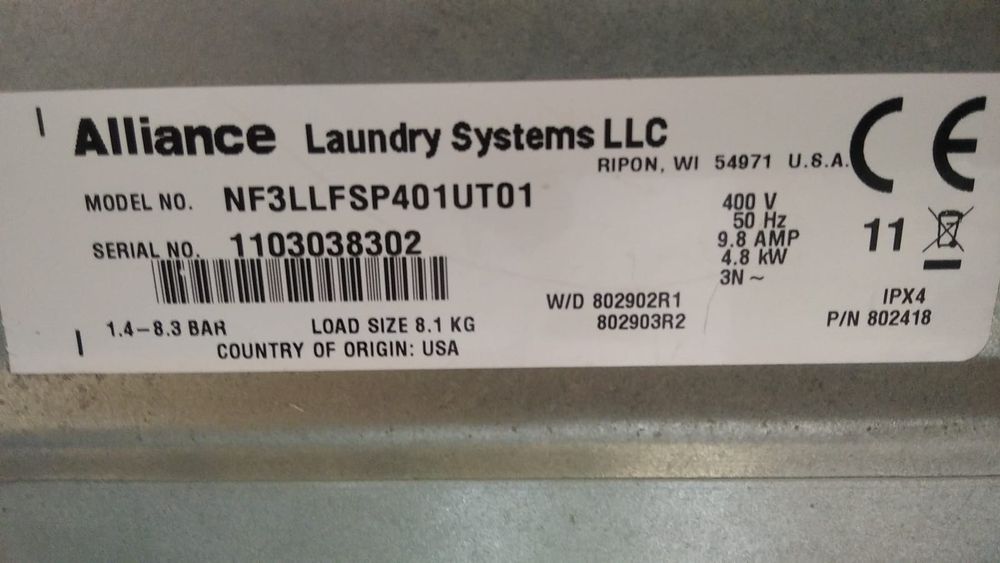 Alliance Laundry Systems LLC
RIPON, WI 54971 U.S.A.
CE
MODEL NO. NF3LLFSP401UT01
SERIAL NO. 1103038302
400 V
50 Hz
9.8 AMP
4.8 kW
3N ~
11
W/D 802902R1
802903R2
IPX4
P/N 802418
1.4-8.3 BAR LOAD SIZE 8.1 KG
COUNTRY OF ORIGIN: USA